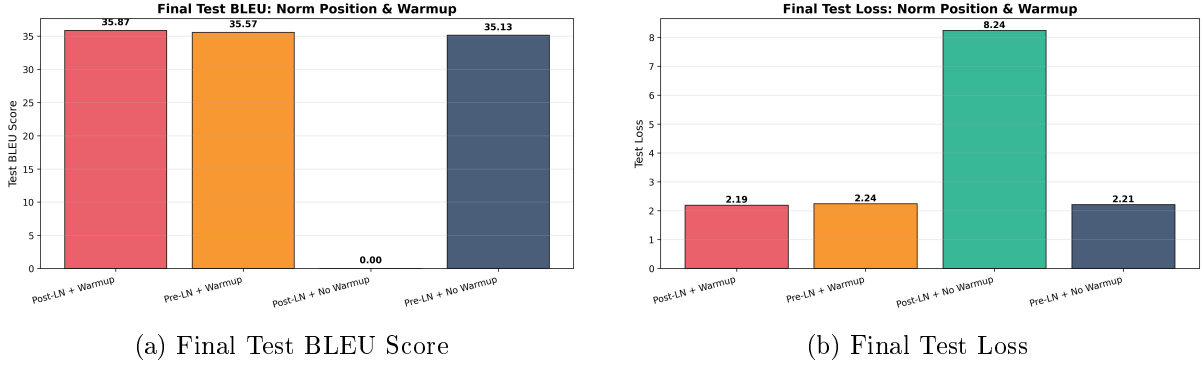 Final Test BLEU: Norm Position & Warmup
Test BLEU Score
35
30
25
20
15
10
5
0
35.87
35.57
0.00
35.13
Post-LN + Warmup
Pre-LN + Warmup
Post-LN + No Warmup
Pre-LN + No Warmup
(a) Final Test BLEU Score
Final Test Loss: Norm Position & Warmup
Test Loss
8
7
6
5
4
3
2
1
0
2.19
2.24
8.24
2.21
Post-LN + Warmup
Pre-LN + Warmup
Post-LN + No Warmup
Pre-LN + No Warmup
(b) Final Test Loss